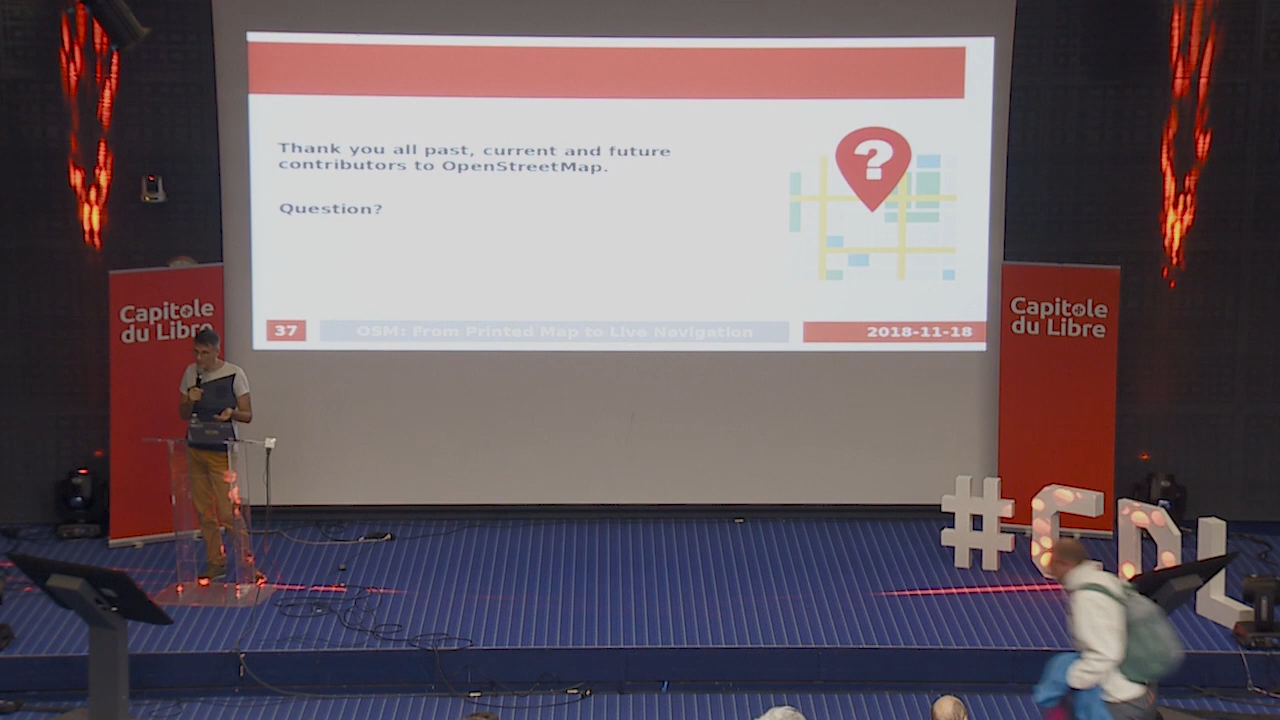 Thank you all past, current and future
contributors to OpenStreetMap.
?
Question?
37
OSM: From Printed Map to Live Navigation
2018-11-18
Capitole
du Libre
Capitole
du Libre
#CDL